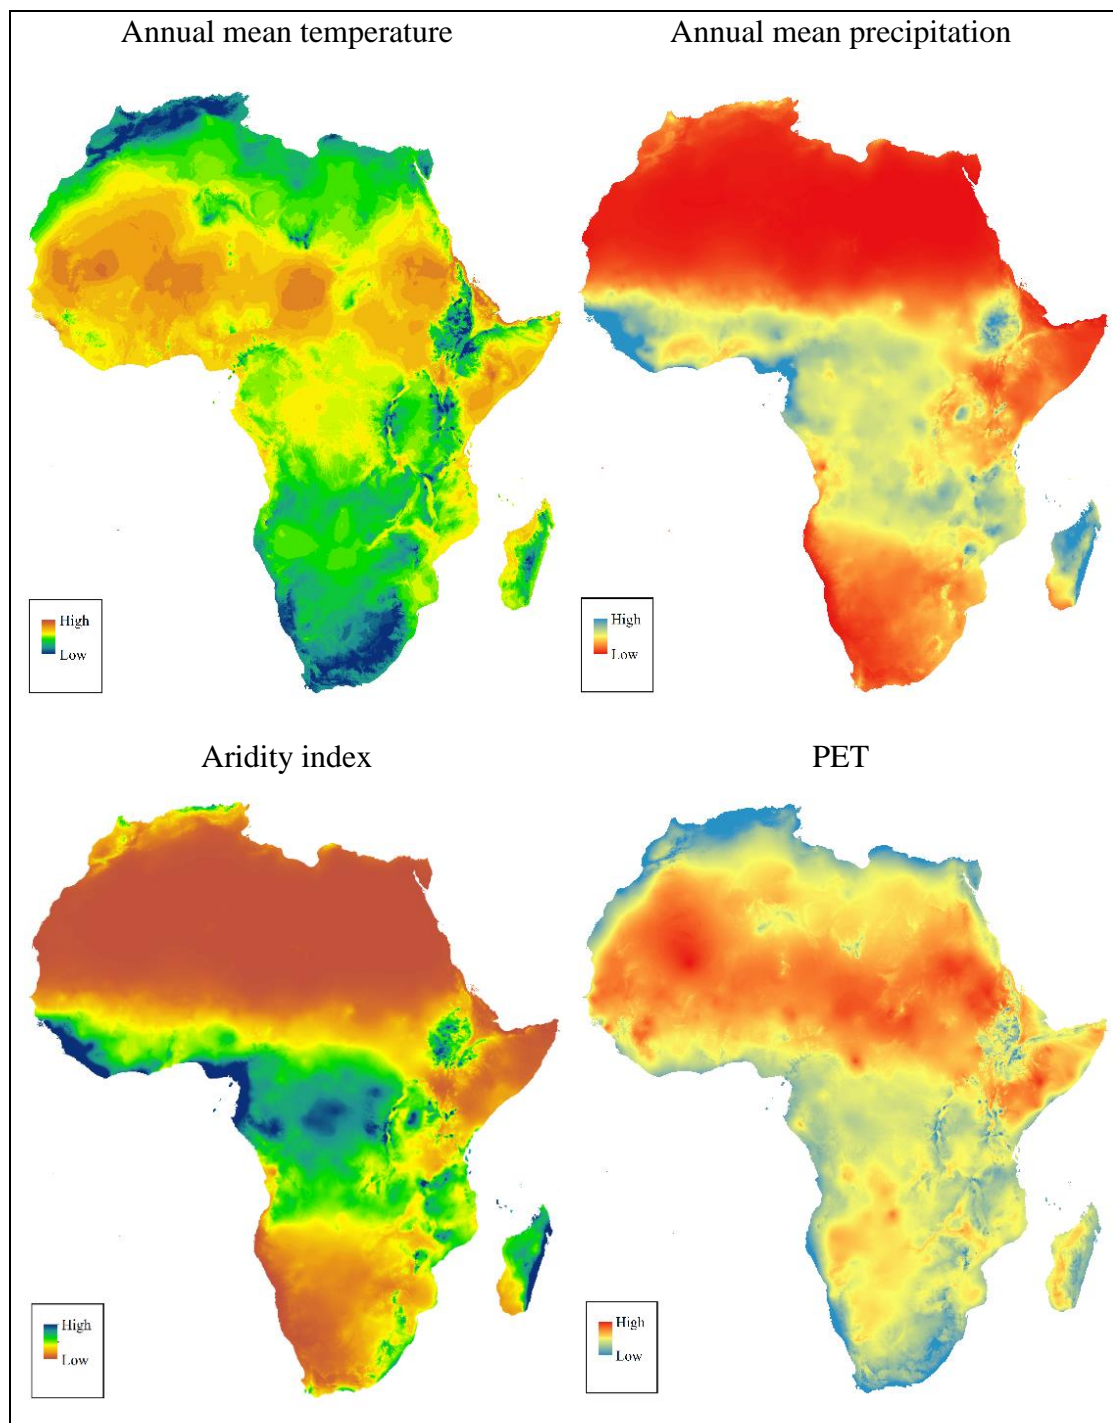 Annual mean temperature
Annual mean precipitation
High
Low
High
Low
Aridity index
PET
High
Low
High
Low